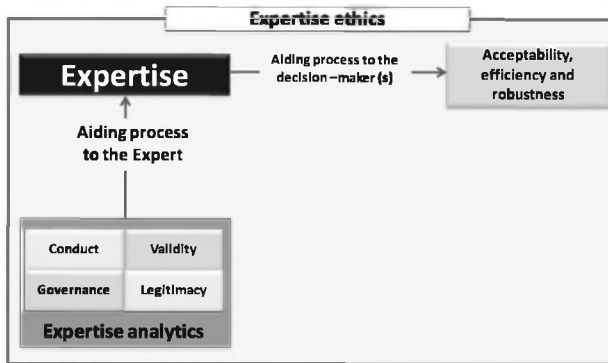 Expertise ethics
Expertise
Aiding process to the
decision –maker (s)
Acceptability,
efficiency and
robustness
Aiding process
to the Expert
Conduct
Validity
Governance
Legitimacy
Expertise analytics